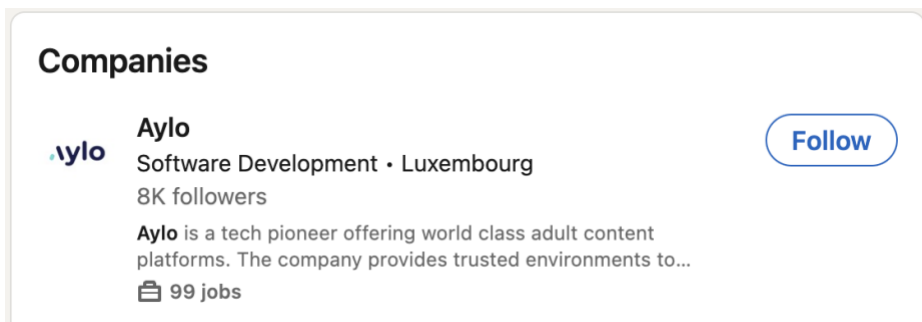 Companies
Aylo
aylo
Software Development • Luxembourg
Follow
8K followers
Aylo is a tech pioneer offering world class adult content
platforms. The company provides trusted environments to...
99 jobs